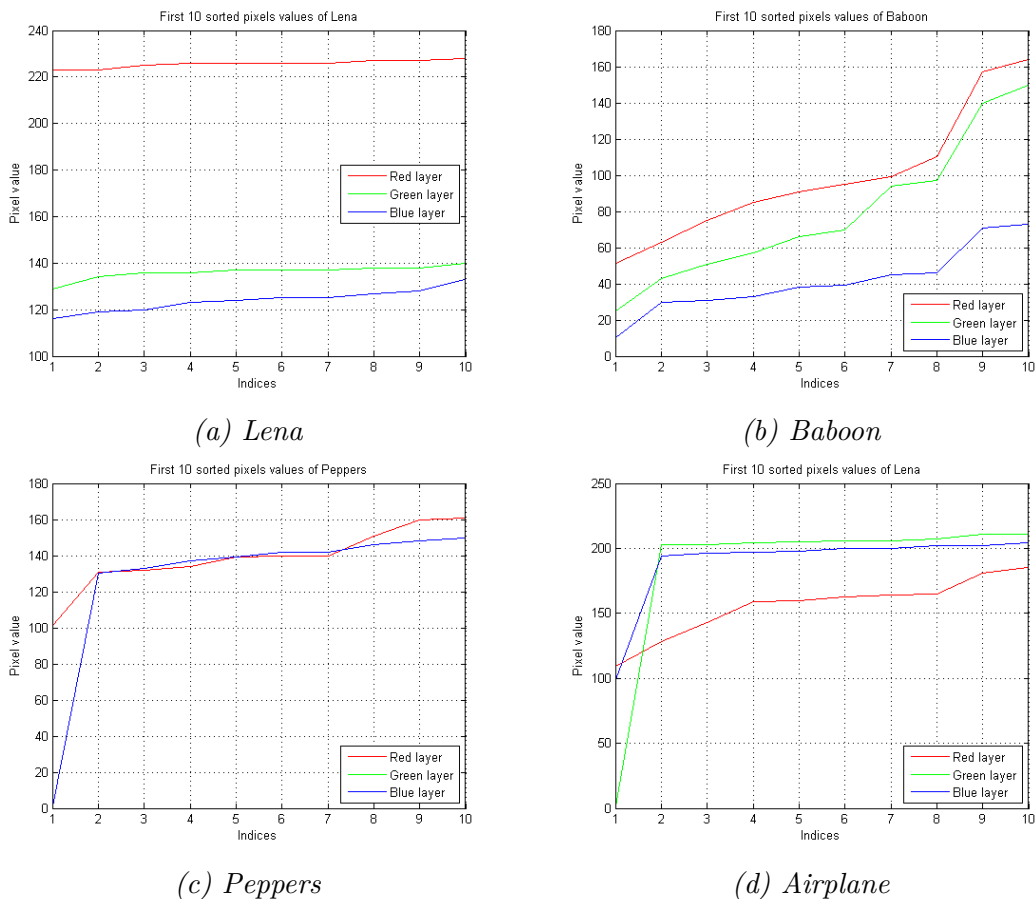 First 10 sorted pixels values of Lena
240
220
200
180
160
140
120
100
Pixel value
Red layer
Green layer
Blue layer
1 2 3 4 5 6 7 8 9 10
Indices
(a) Lena
First 10 sorted pixels values of Baboon
180
160
140
120
100
80
60
40
20
0
Pixel value
Red layer
Green layer
Blue layer
1 2 3 4 5 6 7 8 9 10
Indices
(b) Baboon
First 10 sorted pixels values of Peppers
180
160
140
120
100
80
60
40
20
0
Pixel value
Red layer
Green layer
Blue layer
1 2 3 4 5 6 7 8 9 10
Indices
(c) Peppers
First 10 sorted pixels values of Lena
250
200
150
100
50
0
Pixel value
Red layer
Green layer
Blue layer
1 2 3 4 5 6 7 8 9 10
Indices
(d) Airplane